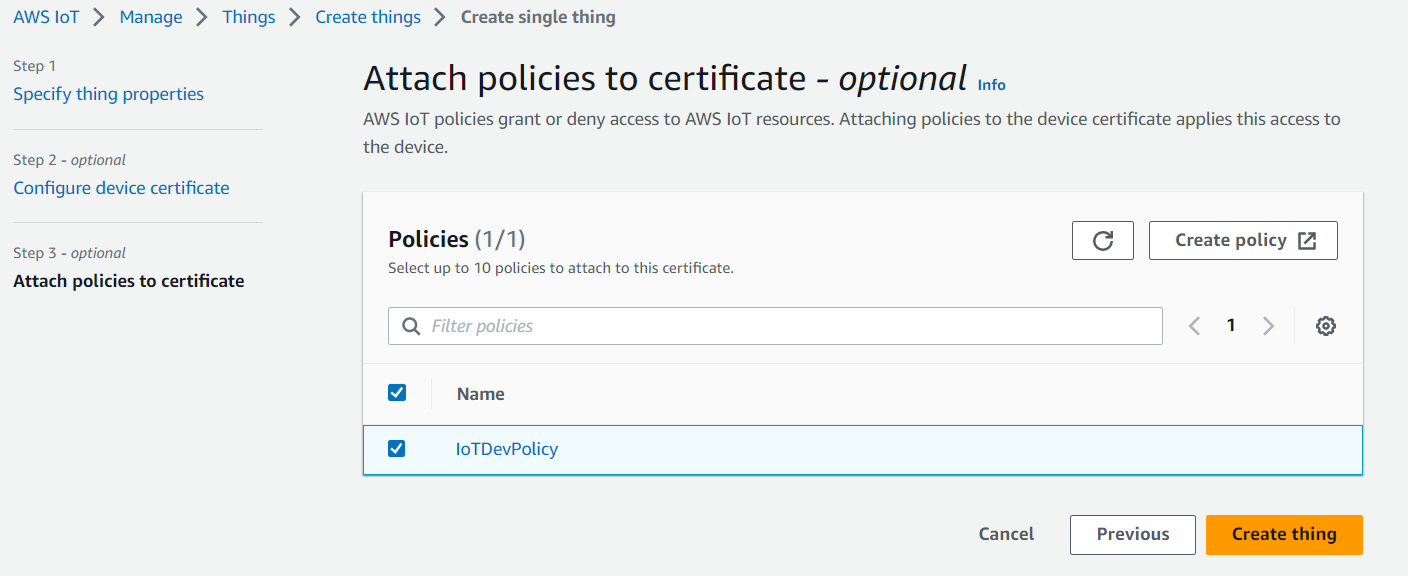 AWS IoT > Manage > Things > Create things > Create single thing
Step 1
Specify thing properties
Step 2 - optional
Configure device certificate
Step 3 - optional
Attach policies to certificate
Attach policies to certificate - optional Info
AWS IoT policies grant or deny access to AWS IoT resources. Attaching policies to the device certificate applies this access to
the device.
Policies (1/1)
Select up to 10 policies to attach to this certificate.
Create policy
Filter policies
1
Name
IoTDevPolicy
Cancel
Previous
Create thing